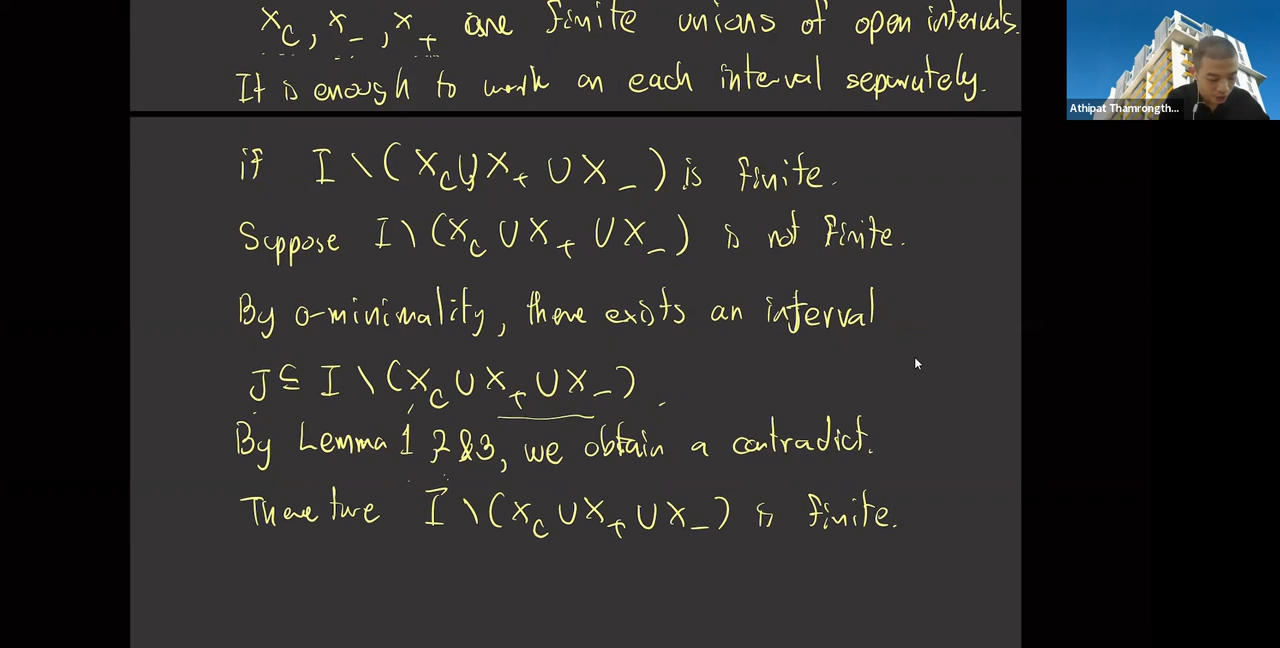 X_C, X_-, X_+ are finite unions of open intervals.
It is enough to work on each interval separately.
if I \ (X_C ∪ X_+ ∪ X_-) is finite.
Suppose I \ (X_C ∪ X_+ ∪ X_-) is not finite.
By o-minimality, there exists an interval
J ⊆ I \ (X_C ∪ X_+ ∪ X_-).
By Lemma 1, 2 & 3, we obtain a contradict.
Therefore I \ (X_C ∪ X_+ ∪ X_-) is finite.
Athipat Thamrongth...